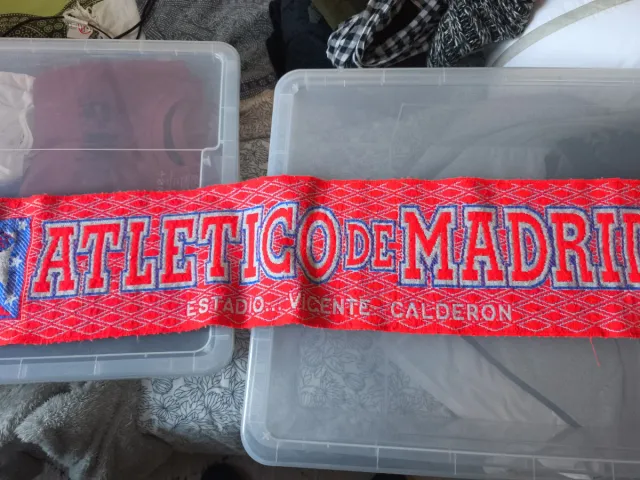 ATLETICO DE MADRID
ESTADIO... VICENTE CALDERON